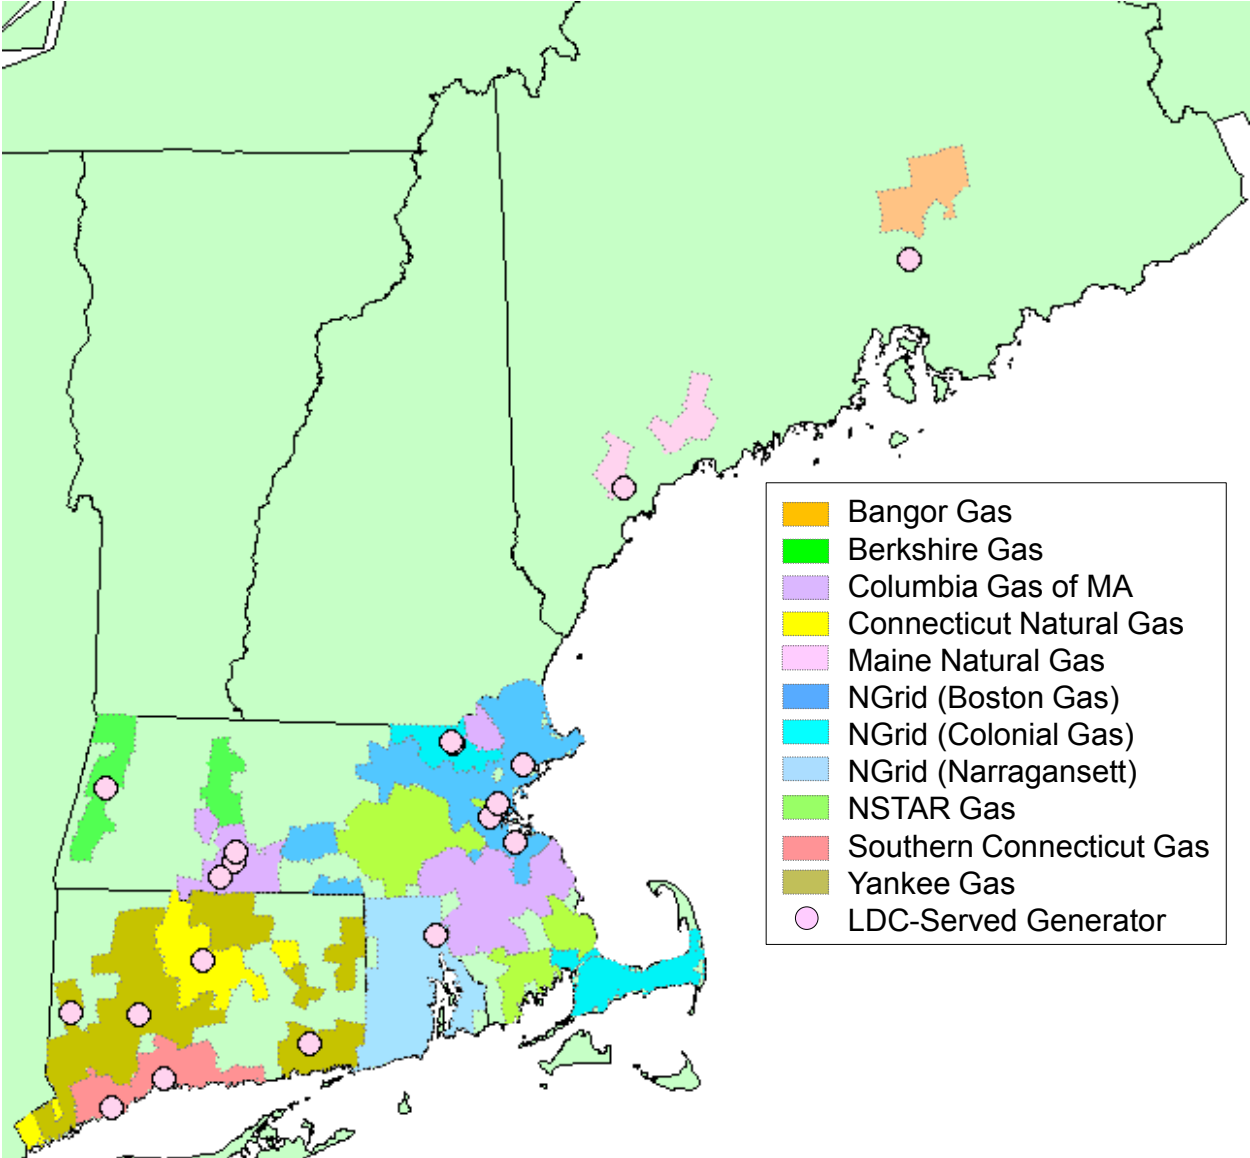 Bangor Gas
Berkshire Gas
Columbia Gas of MA
Connecticut Natural Gas
Maine Natural Gas
NGrid (Boston Gas)
NGrid (Colonial Gas)
NGrid (Narragansett)
NSTAR Gas
Southern Connecticut Gas
Yankee Gas
LDC-Served Generator